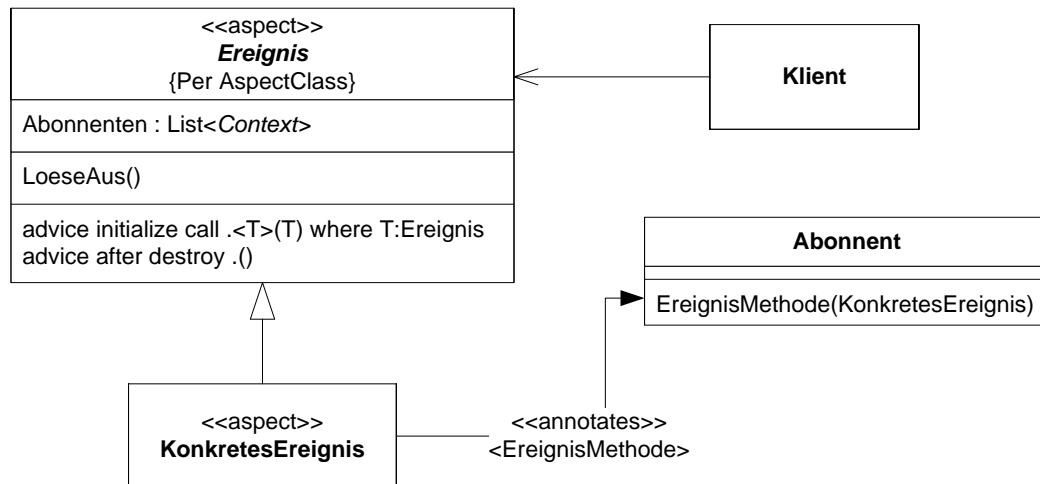 <<aspect>>
Ereignis
{Per AspectClass}
Abonnenten : List<Context>
LoeseAus()
advice initialize call .<T>(T) where T:Ereignis
advice after destroy .()
Klient
Abonnent
EreignisMethode(KonkretesEreignis)
<<aspect>>
KonkretesEreignis
<<annotates>>
<EreignisMethode>